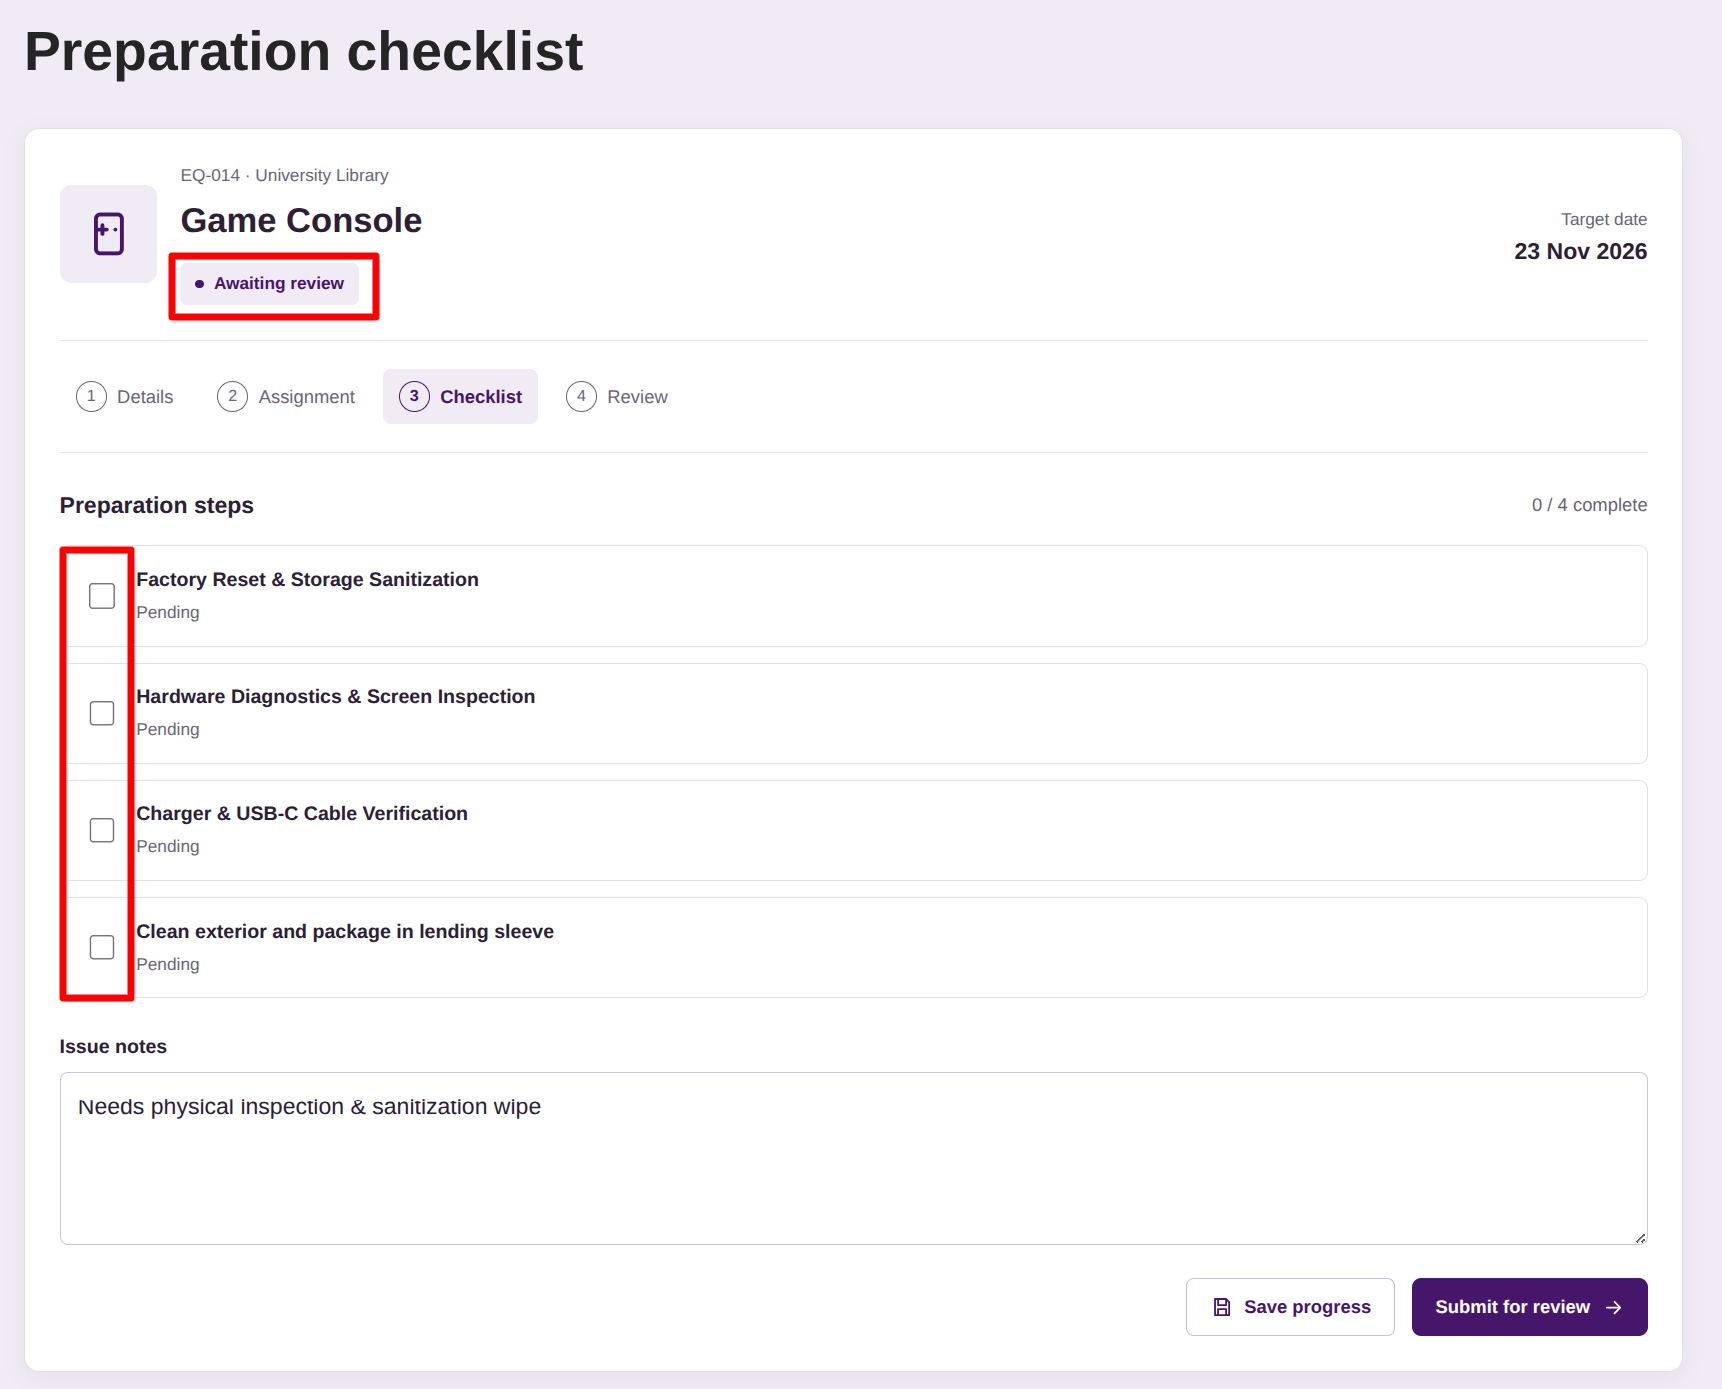 Preparation checklist
EQ-014 · University Library
Game Console
Awaiting review
Target date
23 Nov 2026
1 Details
2 Assignment
3 Checklist
4 Review
Preparation steps
0 / 4 complete
Factory Reset & Storage Sanitization
Pending
Hardware Diagnostics & Screen Inspection
Pending
Charger & USB-C Cable Verification
Pending
Clean exterior and package in lending sleeve
Pending
Issue notes
Needs physical inspection & sanitization wipe
Save progress
Submit for review